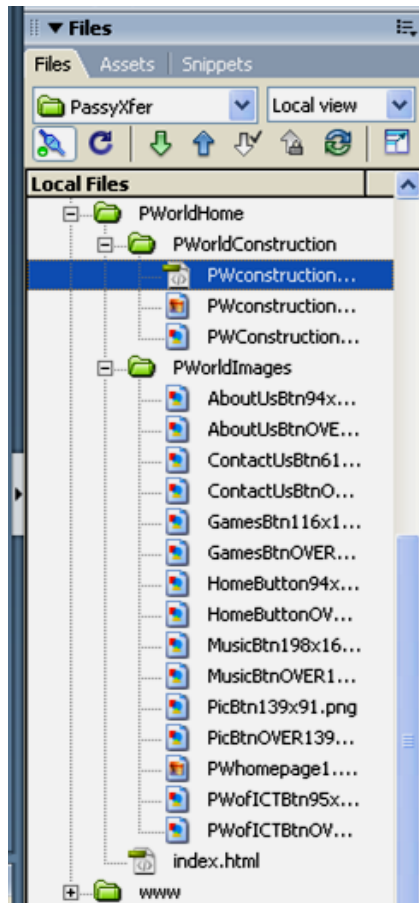 Files
Files Assets Snippets
PassyXfer Local view
Local Files
PWorldHome
PWorldConstruction
PWconstruction...
PWconstruction...
PWConstruction...
PWorldImages
AboutUsBtn94x...
AboutUsBtnOVE...
ContactUsBtn61...
ContactUsBtnO...
GamesBtn116x1...
GamesBtnOVER...
HomeButton94x...
HomeButtonOV...
MusicBtn198x16...
MusicBtnOVER1...
PicBtn139x91.png
PicBtnOVER139...
PWhomepage1....
PWofICTBtn95x...
PWofICTBtnOV...
index.html
www